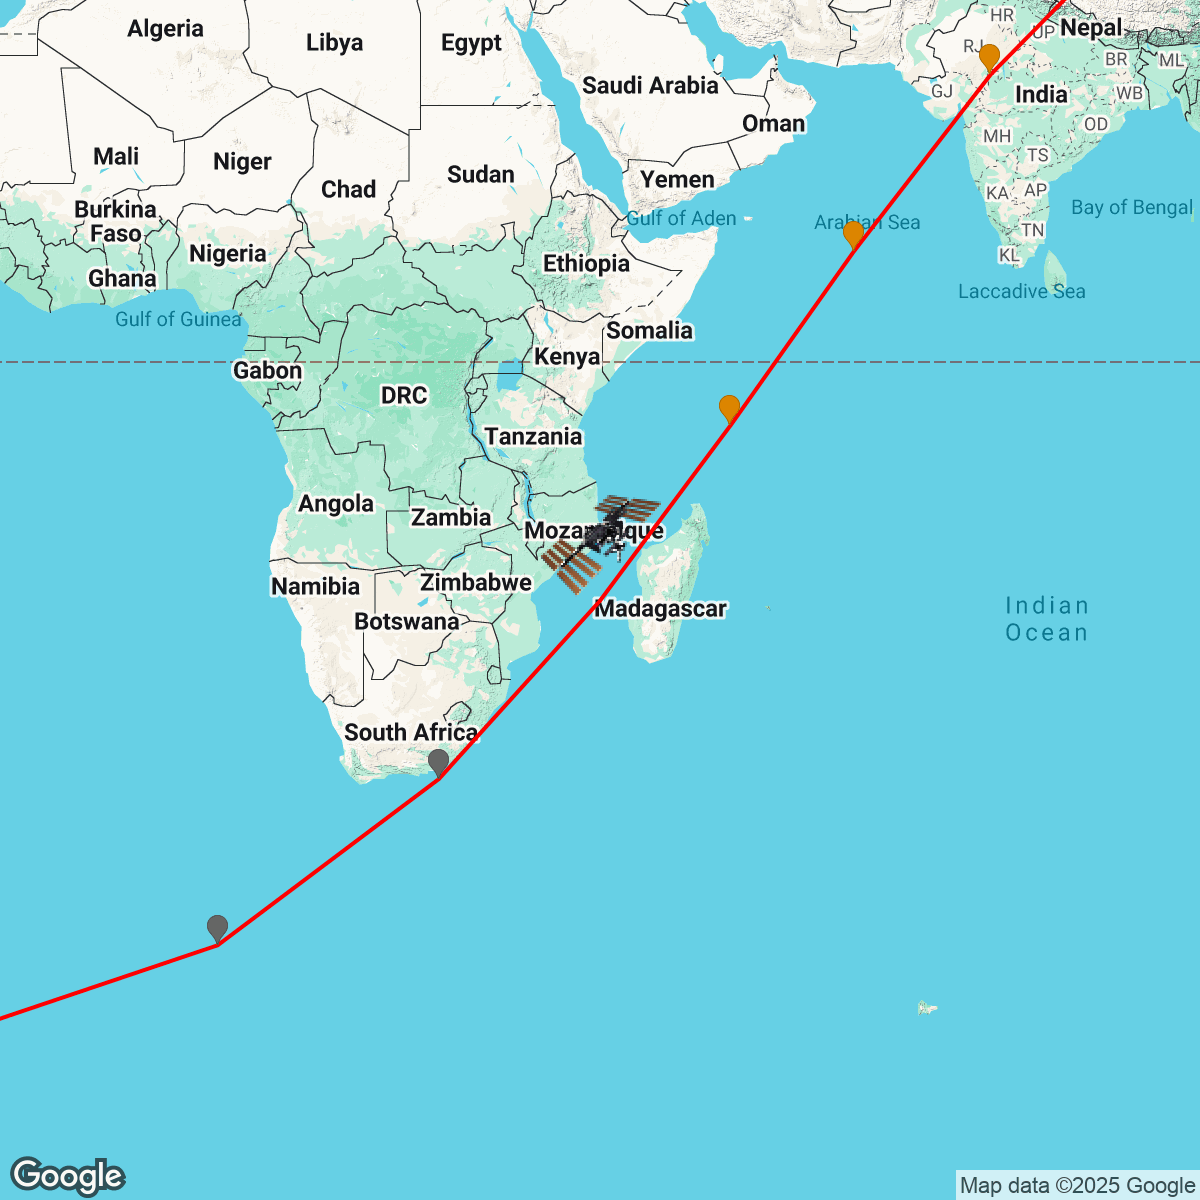 Algeria
Libya
Egypt
HR
Nepal
UP
RJ
BR
ML
Saudi Arabia
GJ
India
WB
Oman
OD
MH
Mali
Niger
TS
Chad
Sudan
Yemen
KA
AP
Burkina
Faso
Gulf of Aden
Arabian Sea
Bay of Bengal
TN
Nigeria
KL
Ethiopia
Ghana
Laccadive Sea
Gulf of Guinea
Somalia
Kenya
Gabon
DRC
Tanzania
Angola
Zambia
Mozambique
Namibia
Zimbabwe
Madagascar
Botswana
Indian
Ocean
South Africa
Google
Map data ©2025 Google